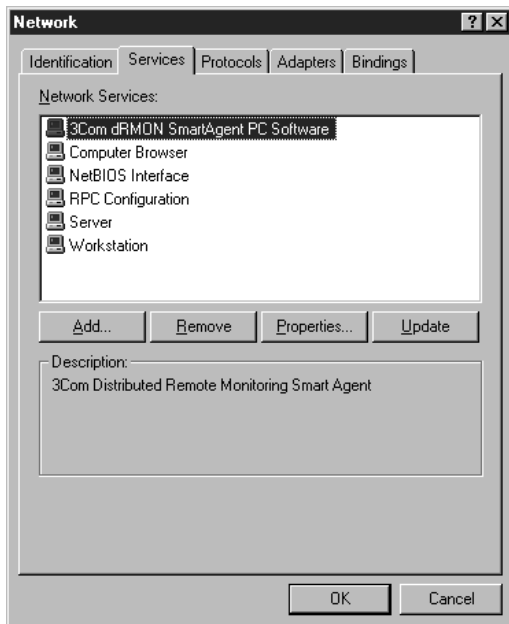 Network
Identification Services Protocols Adapters Bindings
Network Services:
3Com dRMON SmartAgent PC Software
Computer Browser
NetBIOS Interface
RPC Configuration
Server
Workstation
Add... Remove Properties... Update
Description:
3Com Distributed Remote Monitoring Smart Agent
OK Cancel